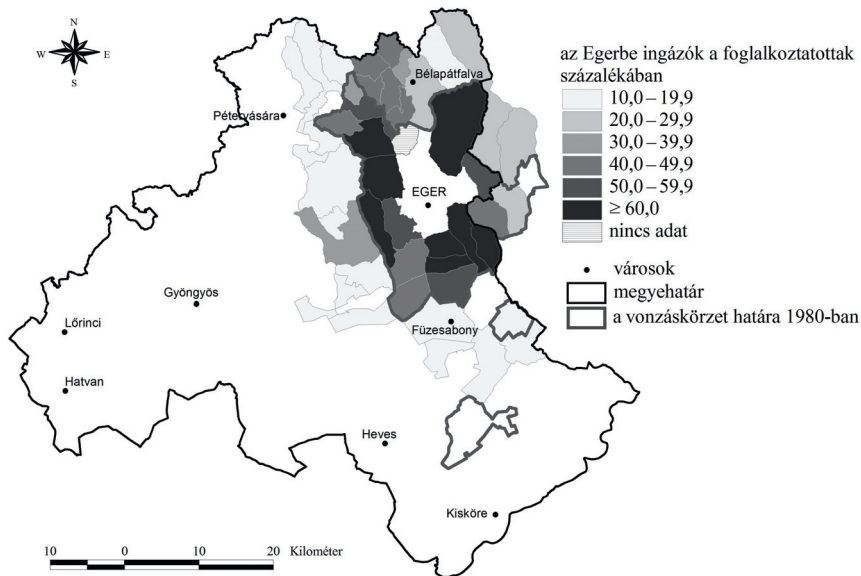 N
W E
S
Bélapátfalva
Pétervására
EGER
Gyöngyös
Lőrinci
Füzesabony
Hatvan
Heves
Kisköre
10 0 10 20 Kilométer
az Egerbe ingázók a foglalkoztatottak
százalékában
10,0 – 19,9
20,0 – 29,9
30,0 – 39,9
40,0 – 49,9
50,0 – 59,9
≥ 60,0
nincs adat
városok
megyehatár
a vonzáskörzet határa 1980-ban